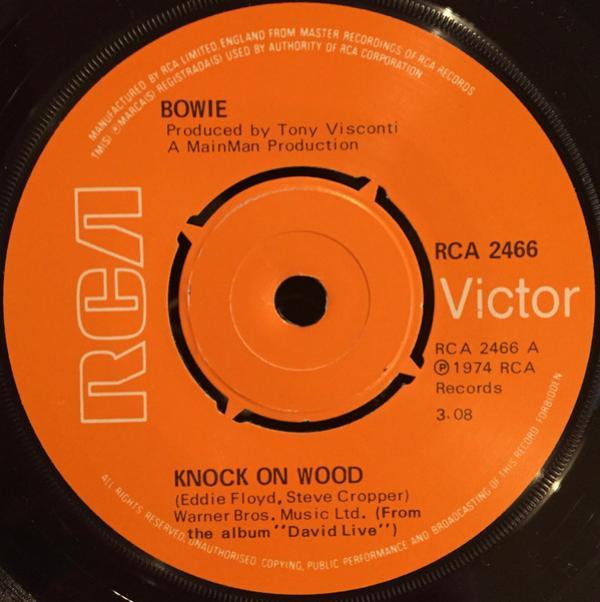 MANUFACTURED BY RCA LIMITED, ENGLAND FROM MASTER RECORDINGS OF RCA RECORDS
TM(S) ® MARCA(S) REGISTRADA(S) USED BY AUTHORITY OF RCA CORPORATION
BOWIE
Produced by Tony Visconti
A MainMan Production
RCA
RCA 2466
Victor
RCA 2466 A
℗ 1974 RCA
Records
3.08
KNOCK ON WOOD
(Eddie Floyd, Steve Cropper)
Warner Bros. Music Ltd. (From
the album "David Live")
ALL RIGHTS RESERVED, UNAUTHORISED COPYING, PUBLIC PERFORMANCE AND BROADCASTING OF THIS RECORD FORBIDDEN